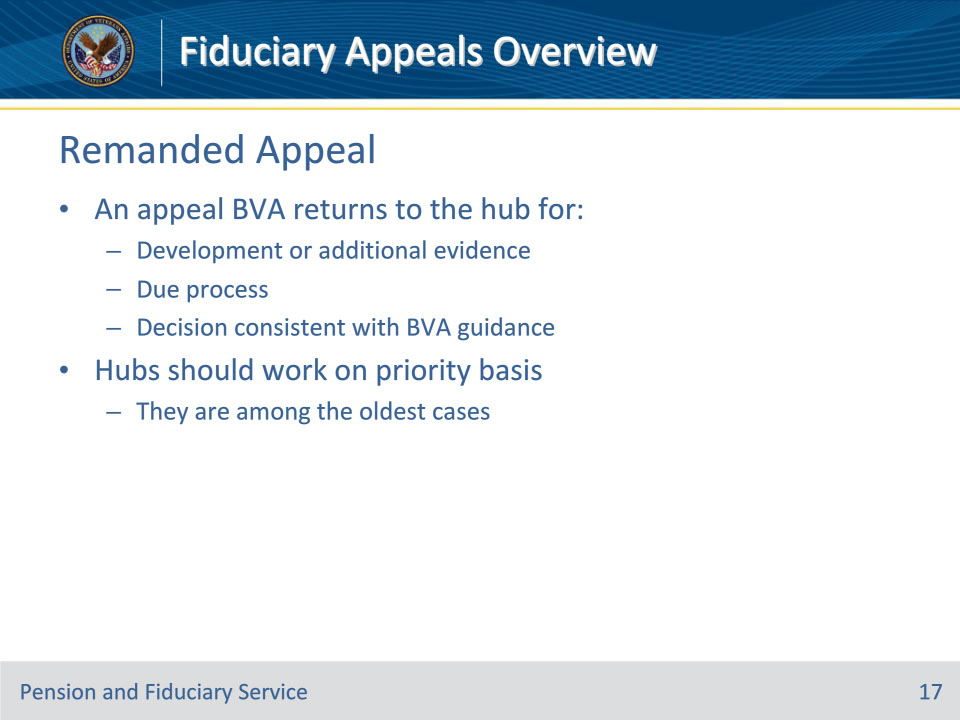 Fiduciary Appeals Overview
Remanded Appeal
• An appeal BVA returns to the hub for:
– Development or additional evidence
– Due process
– Decision consistent with BVA guidance
• Hubs should work on priority basis
– They are among the oldest cases
Pension and Fiduciary Service
17